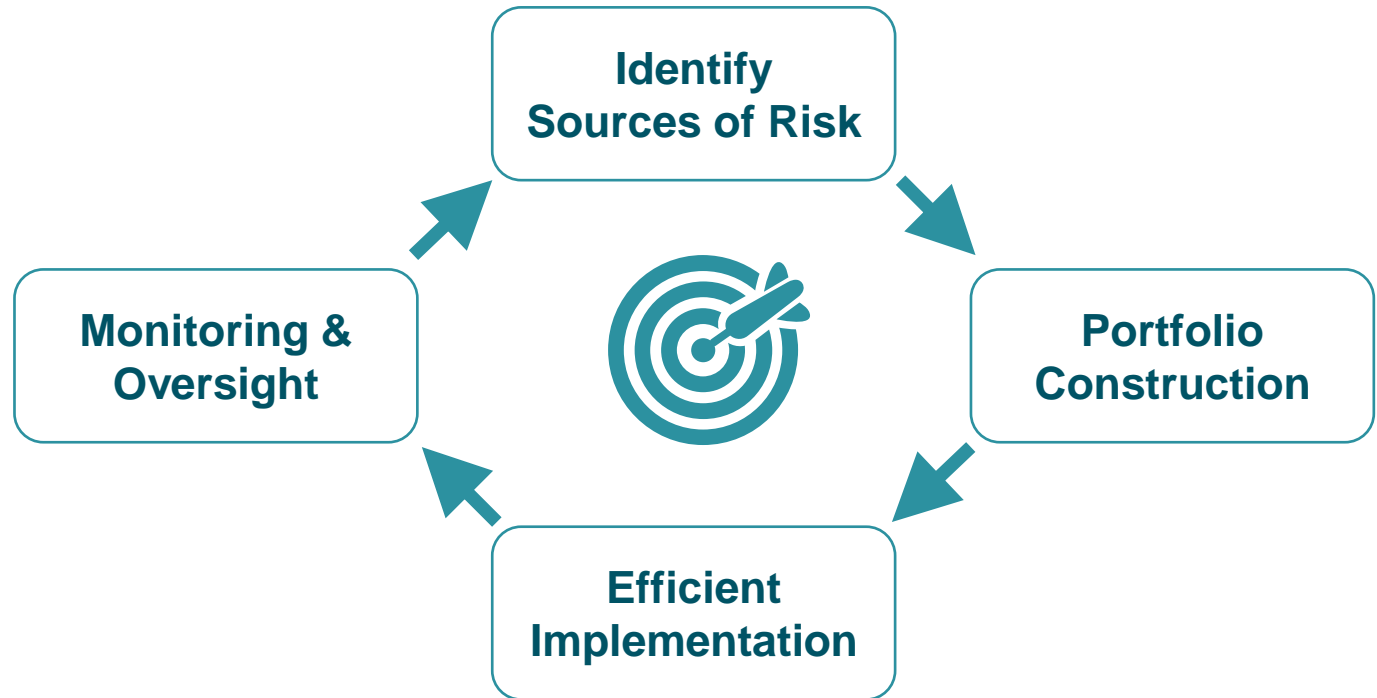 Identify
Sources of Risk
Monitoring &
Oversight
Portfolio
Construction
Efficient
Implementation